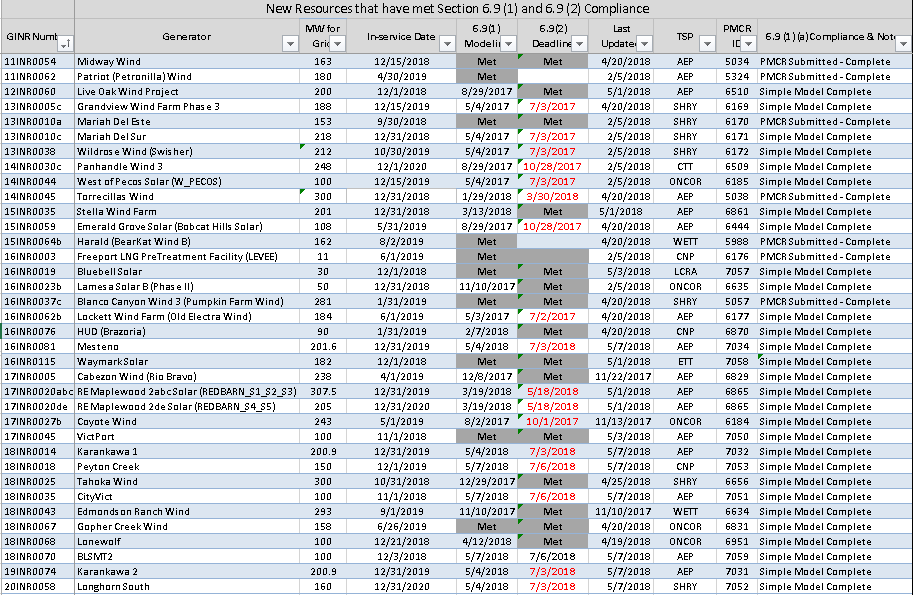 New Resources that have met Section 6.9 (1) and 6.9 (2) Compliance
GINR Numb Generator MW for Grid In-service Date 6.9(1) Modelin 6.9(2) Deadline Last Update TSP PMCR ID 6.9 (1)(a)Compliance & Note
11INR0054 Midway Wind 163 12/15/2018 Met Met 4/20/2018 AEP 5034 PMCR Submitted - Complete
11INR0062 Patriot (Petronilla) Wind 180 4/30/2019 Met 2/5/2018 AEP 5324 PMCR Submitted - Complete
12INR0060 Live Oak Wind Project 200 12/1/2018 8/29/2017 Met 5/1/2018 AEP 6510 Simple Model Complete
13INR0005c Grandview Wind Farm Phase 3 188 12/15/2019 5/4/2017 7/3/2017 4/20/2018 SHRY 6169 Simple Model Complete
13INR0010a Mariah Del Este 153 9/30/2018 Met Met 2/5/2018 SHRY 6170 PMCR Submitted - Complete
13INR0010c Mariah Del Sur 218 12/31/2018 5/4/2017 7/3/2017 2/5/2018 SHRY 6171 Simple Model Complete
13INR0038 Wildrose Wind (Swisher) 212 10/30/2019 5/4/2017 7/3/2017 2/5/2018 SHRY 6172 Simple Model Complete
14INR0030c Panhandle Wind 3 248 12/1/2020 8/29/2017 10/28/2017 2/5/2018 CTT 6509 Simple Model Complete
14INR0044 West of Pecos Solar (W_PECOS) 100 12/15/2019 5/4/2017 7/3/2017 2/5/2018 ONCOR 6185 Simple Model Complete
14INR0045 Torrecillas Wind 300 12/31/2018 1/29/2018 3/30/2018 4/20/2018 AEP 5038 PMCR Submitted - Complete
15INR0035 Stella Wind Farm 201 12/31/2018 3/13/2018 Met 5/1/2018 AEP 6861 Simple Model Complete
15INR0059 Emerald Grove Solar (Bobcat Hills Solar) 108 5/31/2019 8/29/2017 10/28/2017 4/20/2018 AEP 6444 Simple Model Complete
15INR0064b Harald (BearKat Wind B) 162 8/2/2019 Met 4/20/2018 WETT 5988 PMCR Submitted - Complete
16INR0003 Freeport LNG PreTreatment Facility (LEVEE) 11 6/1/2019 Met 2/5/2018 CNP 6176 PMCR Submitted - Complete
16INR0019 Bluebell Solar 30 12/1/2018 Met Met 5/3/2018 LCRA 7057 Simple Model Complete
16INR0023b Lamesa Solar B (Phase II) 50 12/31/2018 11/10/2017 Met 2/5/2018 ONCOR 6635 Simple Model Complete
16INR0037c Blanco Canyon Wind 3 (Pumpkin Farm Wind) 281 1/31/2019 Met Met 4/20/2018 SHRY 5057 PMCR Submitted - Complete
16INR0062b Lockett Wind Farm (Old Electra Wind) 184 6/1/2019 5/3/2017 7/2/2017 4/20/2018 AEP 6177 Simple Model Complete
16INR0076 HUD (Brazoria) 90 1/31/2019 2/7/2018 Met 4/20/2018 CNP 6870 Simple Model Complete
16INR0081 Mesteno 201.6 12/31/2019 5/4/2018 7/3/2018 5/7/2018 AEP 7034 Simple Model Complete
16INR0115 Waymark Solar 182 12/1/2018 Met Met 5/1/2018 ETT 7058 Simple Model Complete
17INR0005 Cabezon Wind (Rio Bravo) 238 4/1/2019 12/8/2017 Met 11/22/2017 AEP 6829 Simple Model Complete
17INR0020abc RE Maplewood 2abc Solar (REDBARN_S1_S2_S3) 307.5 12/31/2019 3/19/2018 5/18/2018 5/1/2018 AEP 6865 Simple Model Complete
17INR0020de RE Maplewood 2de Solar (REDBARN_S4_S5) 205 12/31/2020 3/19/2018 5/18/2018 5/1/2018 AEP 6865 Simple Model Complete
17INR0027b Coyote Wind 243 5/1/2019 8/2/2017 10/1/2017 11/13/2017 ONCOR 6184 Simple Model Complete
17INR0045 VictPort 100 11/1/2018 Met Met 5/3/2018 AEP 7050 Simple Model Complete
18INR0014 Karankawa 1 200.9 12/31/2019 5/4/2018 7/3/2018 5/7/2018 AEP 7032 Simple Model Complete
18INR0018 Peyton Creek 150 12/1/2019 5/7/2018 7/6/2018 5/7/2018 CNP 7053 Simple Model Complete
18INR0025 Tahoka Wind 300 10/31/2018 12/29/2017 Met 4/25/2018 SHRY 6656 Simple Model Complete
18INR0035 CityVict 100 11/1/2018 5/7/2018 7/6/2018 5/7/2018 AEP 7051 Simple Model Complete
18INR0043 Edmondson Ranch Wind 293 9/1/2019 11/10/2017 Met 11/10/2017 WETT 6634 Simple Model Complete
18INR0067 Gopher Creek Wind 158 6/26/2019 Met Met 4/20/2018 ONCOR 6831 Simple Model Complete
18INR0068 Lonewolf 100 12/21/2018 4/12/2018 Met 4/19/2018 ONCOR 6951 Simple Model Complete
18INR0070 BLSMT2 100 12/3/2018 5/7/2018 7/6/2018 5/7/2018 AEP 7059 Simple Model Complete
19INR0074 Karankawa 2 200.9 12/31/2019 5/4/2018 7/3/2018 5/7/2018 AEP 7031 Simple Model Complete
20INR0058 Longhorn South 160 12/31/2020 5/4/2018 7/3/2018 5/7/2018 SHRY 7052 Simple Model Complete